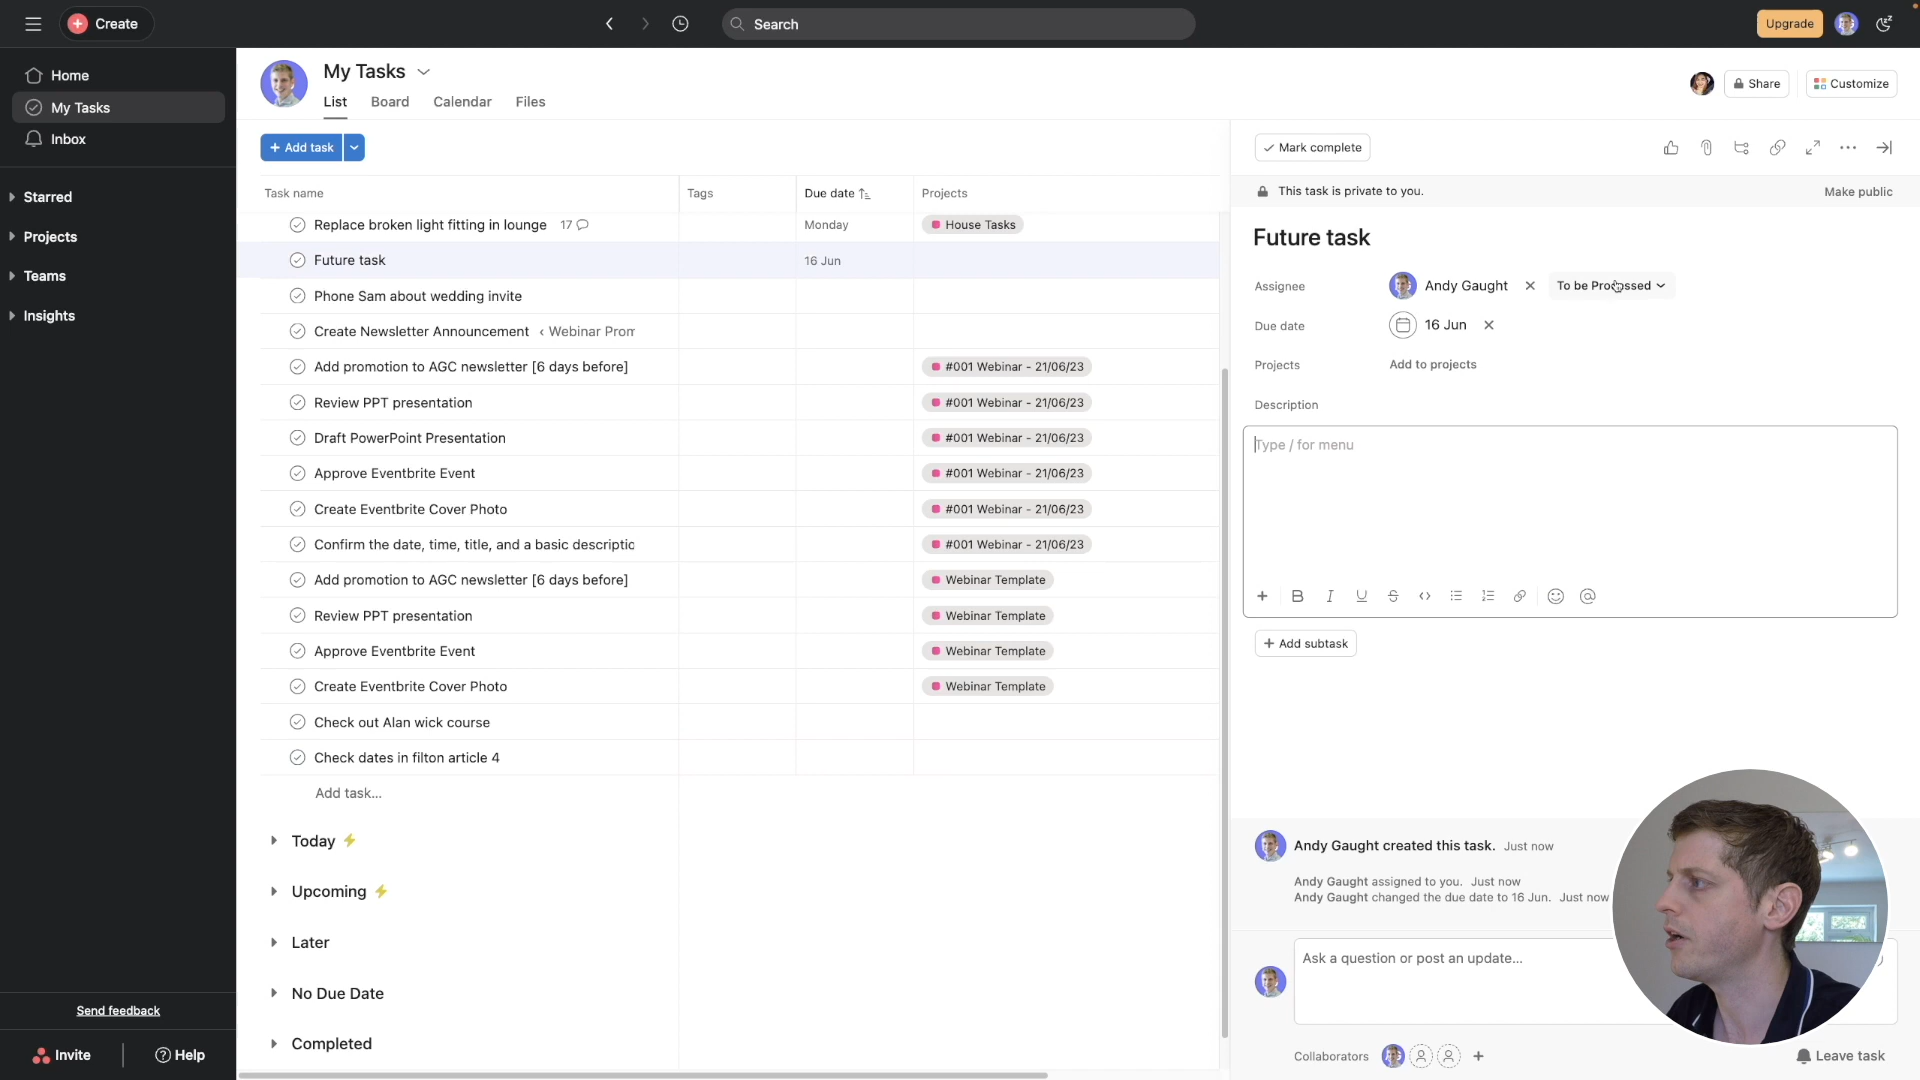 Create
Search
Upgrade
Home
My Tasks
Inbox
Starred
Projects
Teams
Insights
Send feedback
Invite
Help
My Tasks
List Board Calendar Files
Share
Customize
Add task
Task name Tags Due date Projects
Replace broken light fitting in lounge 17 Monday House Tasks
Future task 16 Jun
Phone Sam about wedding invite
Create Newsletter Announcement ‹ Webinar Prom
Add promotion to AGC newsletter [6 days before] #001 Webinar - 21/06/23
Review PPT presentation #001 Webinar - 21/06/23
Draft PowerPoint Presentation #001 Webinar - 21/06/23
Approve Eventbrite Event #001 Webinar - 21/06/23
Create Eventbrite Cover Photo #001 Webinar - 21/06/23
Confirm the date, time, title, and a basic descriptio #001 Webinar - 21/06/23
Add promotion to AGC newsletter [6 days before] Webinar Template
Review PPT presentation Webinar Template
Approve Eventbrite Event Webinar Template
Create Eventbrite Cover Photo Webinar Template
Check out Alan wick course
Check dates in filton article 4
Add task...
Today
Upcoming
Later
No Due Date
Completed
Mark complete
This task is private to you. Make public
Future task
Assignee Andy Gaught To be Processed
Due date 16 Jun
Projects Add to projects
Description
Type / for menu
Add subtask
Andy Gaught created this task. Just now
Andy Gaught assigned to you. Just now
Andy Gaught changed the due date to 16 Jun. Just now
Ask a question or post an update...
Collaborators
Leave task